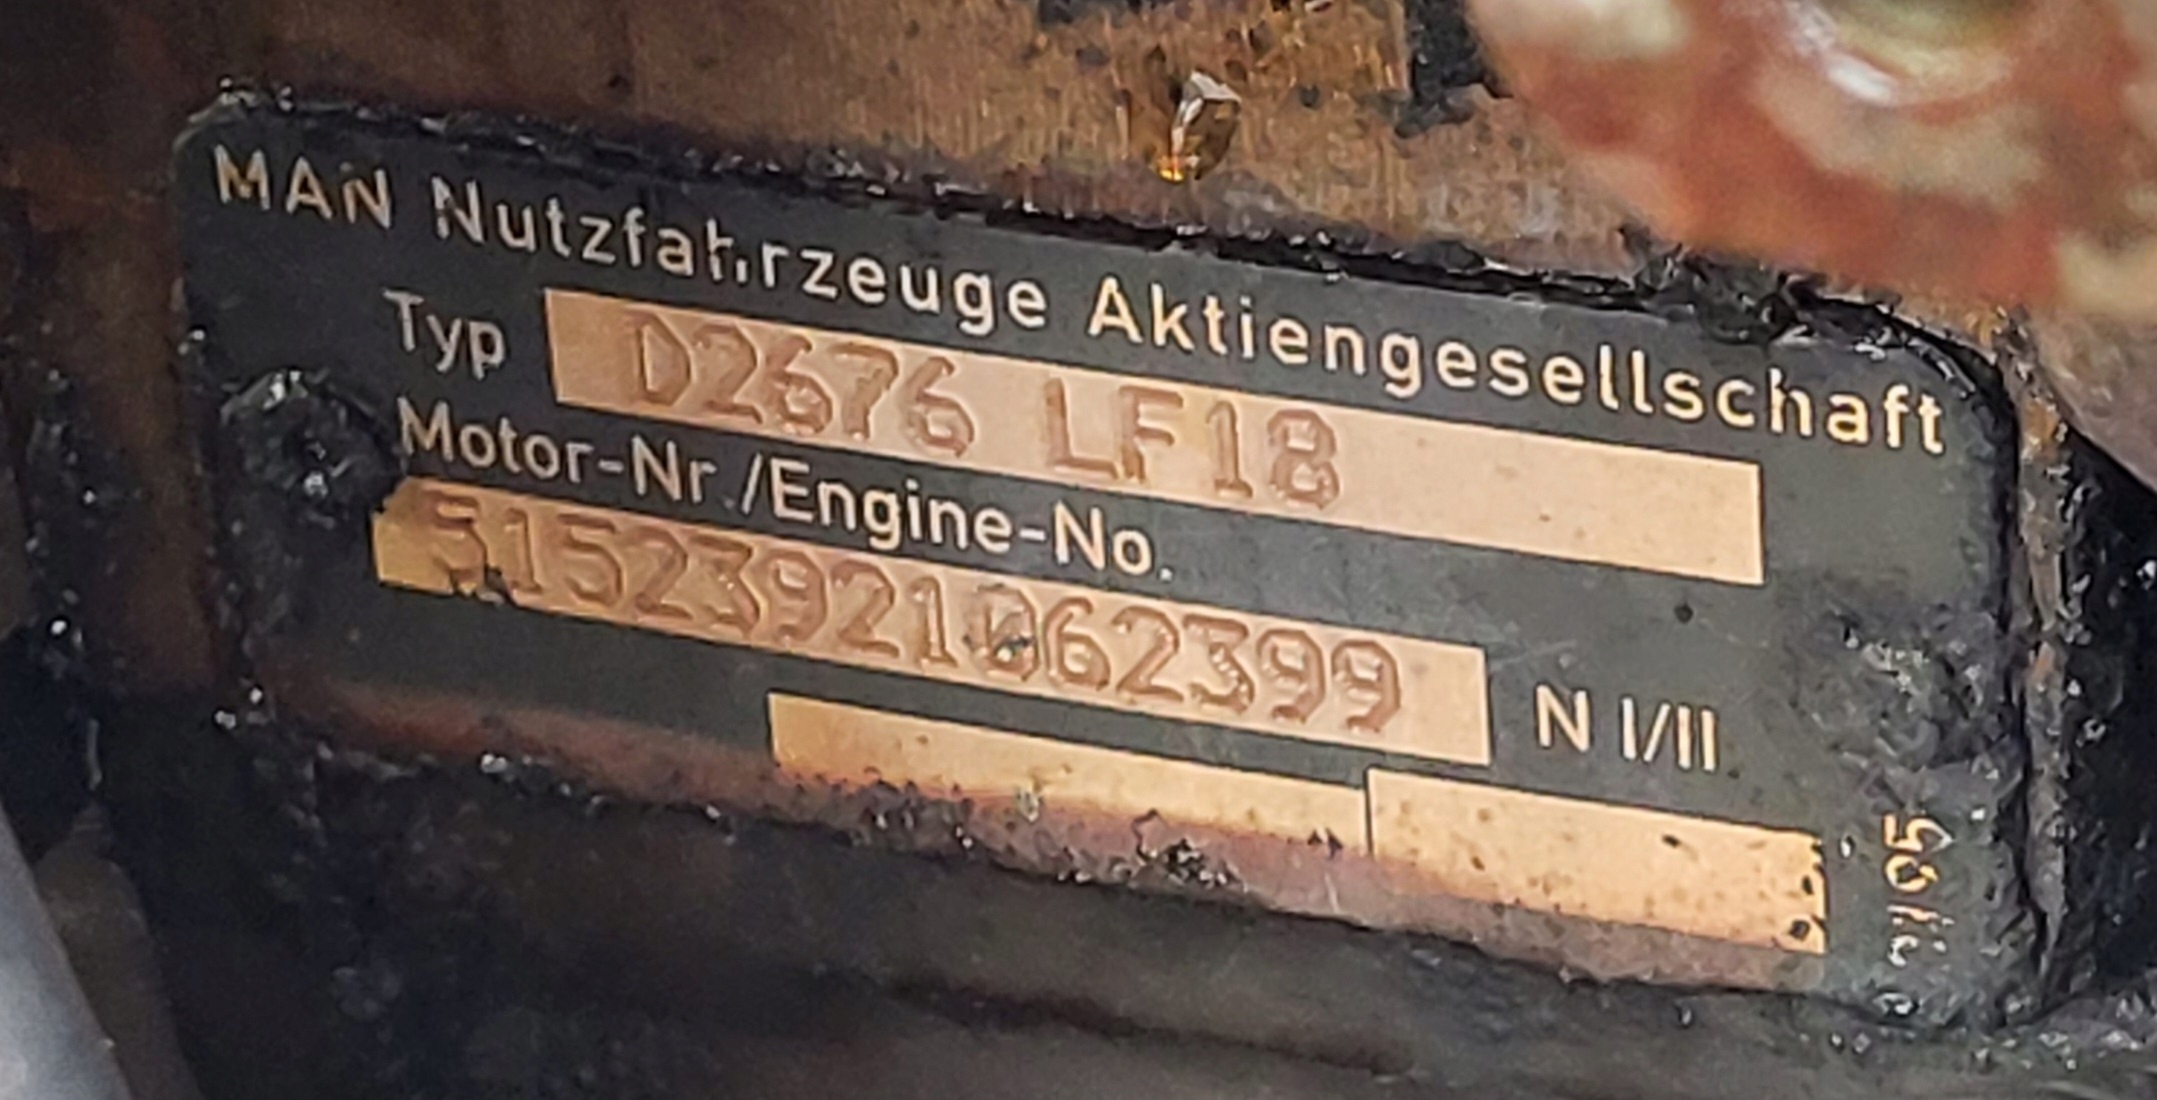 MAN Nutzfahrzeuge Aktiengesellschaft
Typ D2676 LF18
Motor-Nr./Engine-No.
51523921062399 N I/II